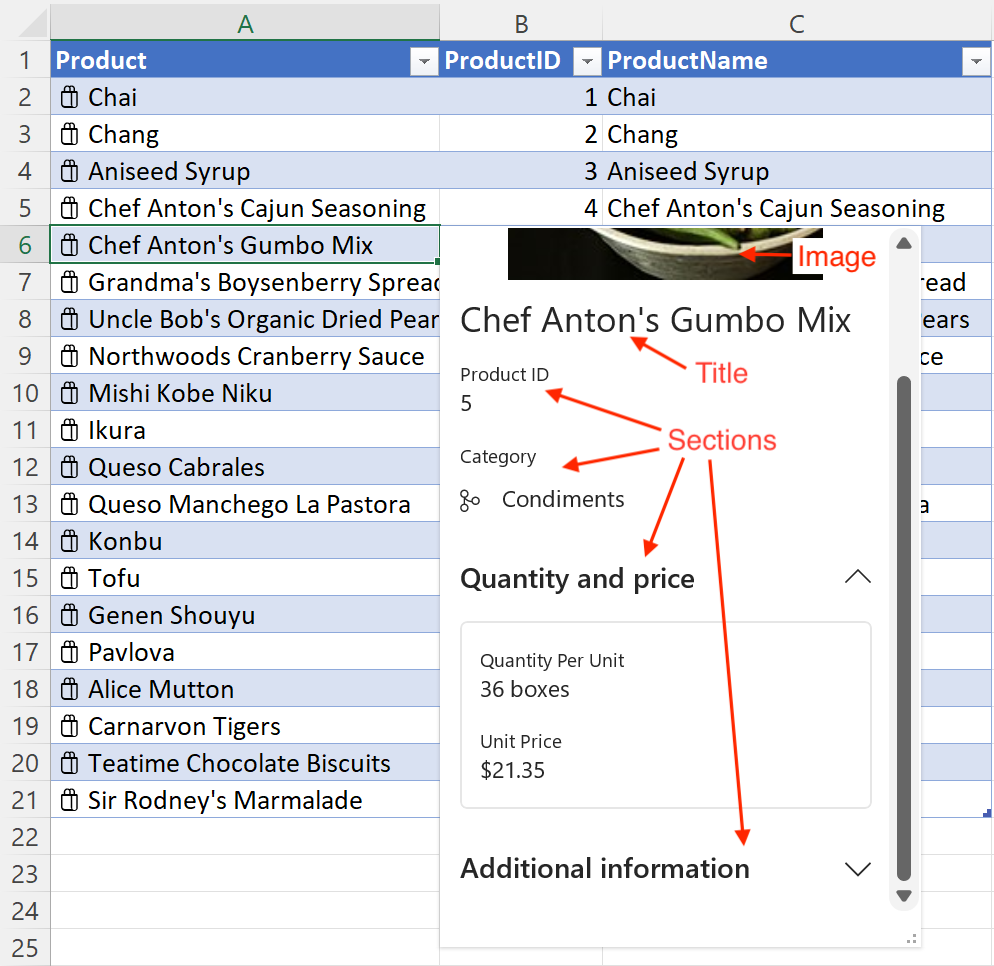 A B C
1 Product ProductID ProductName
2 Chai 1 Chai
3 Chang 2 Chang
4 Aniseed Syrup 3 Aniseed Syrup
5 Chef Anton's Cajun Seasoning 4 Chef Anton's Cajun Seasoning
6 Chef Anton's Gumbo Mix
7 Grandma's Boysenberry Spread read
8 Uncle Bob's Organic Dried Pear Pears
9 Northwoods Cranberry Sauce ce
10 Mishi Kobe Niku
11 Ikura
12 Queso Cabrales
13 Queso Manchego La Pastora a
14 Konbu
15 Tofu
16 Genen Shouyu
17 Pavlova
18 Alice Mutton
19 Carnarvon Tigers
20 Teatime Chocolate Biscuits
21 Sir Rodney's Marmalade
22
23
24
25
Image
Chef Anton's Gumbo Mix
Title
Product ID
5
Sections
Category
Condiments
Quantity and price
Quantity Per Unit
36 boxes
Unit Price
$21.35
Additional information